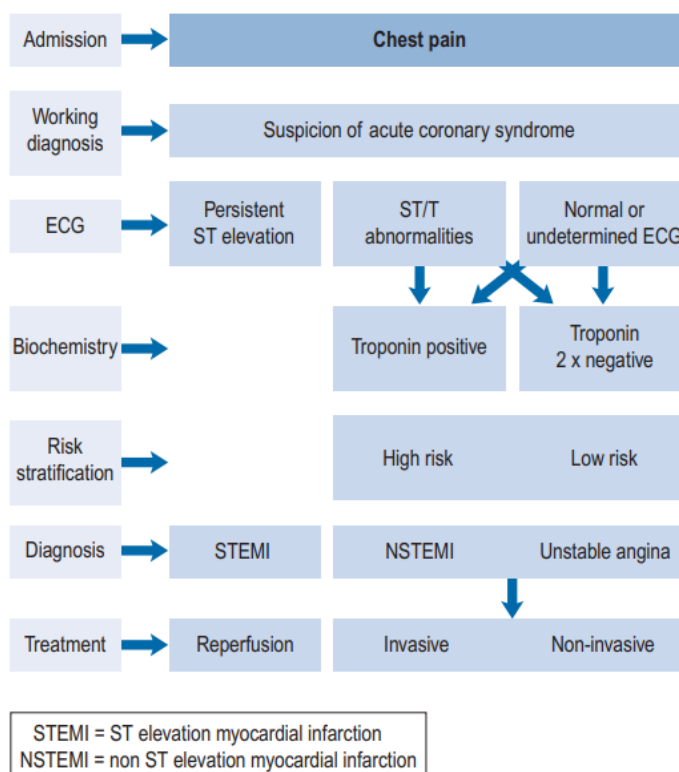 Admission
Chest pain
Working
diagnosis
Suspicion of acute coronary syndrome
ECG
Persistent
ST elevation
ST/T
abnormalities
Normal or
undetermined ECG
Biochemistry
Troponin positive
Troponin
2 x negative
Risk
stratification
High risk
Low risk
Diagnosis
STEMI
NSTEMI
Unstable angina
Treatment
Reperfusion
Invasive
Non-invasive
STEMI = ST elevation myocardial infarction
NSTEMI = non ST elevation myocardial infarction